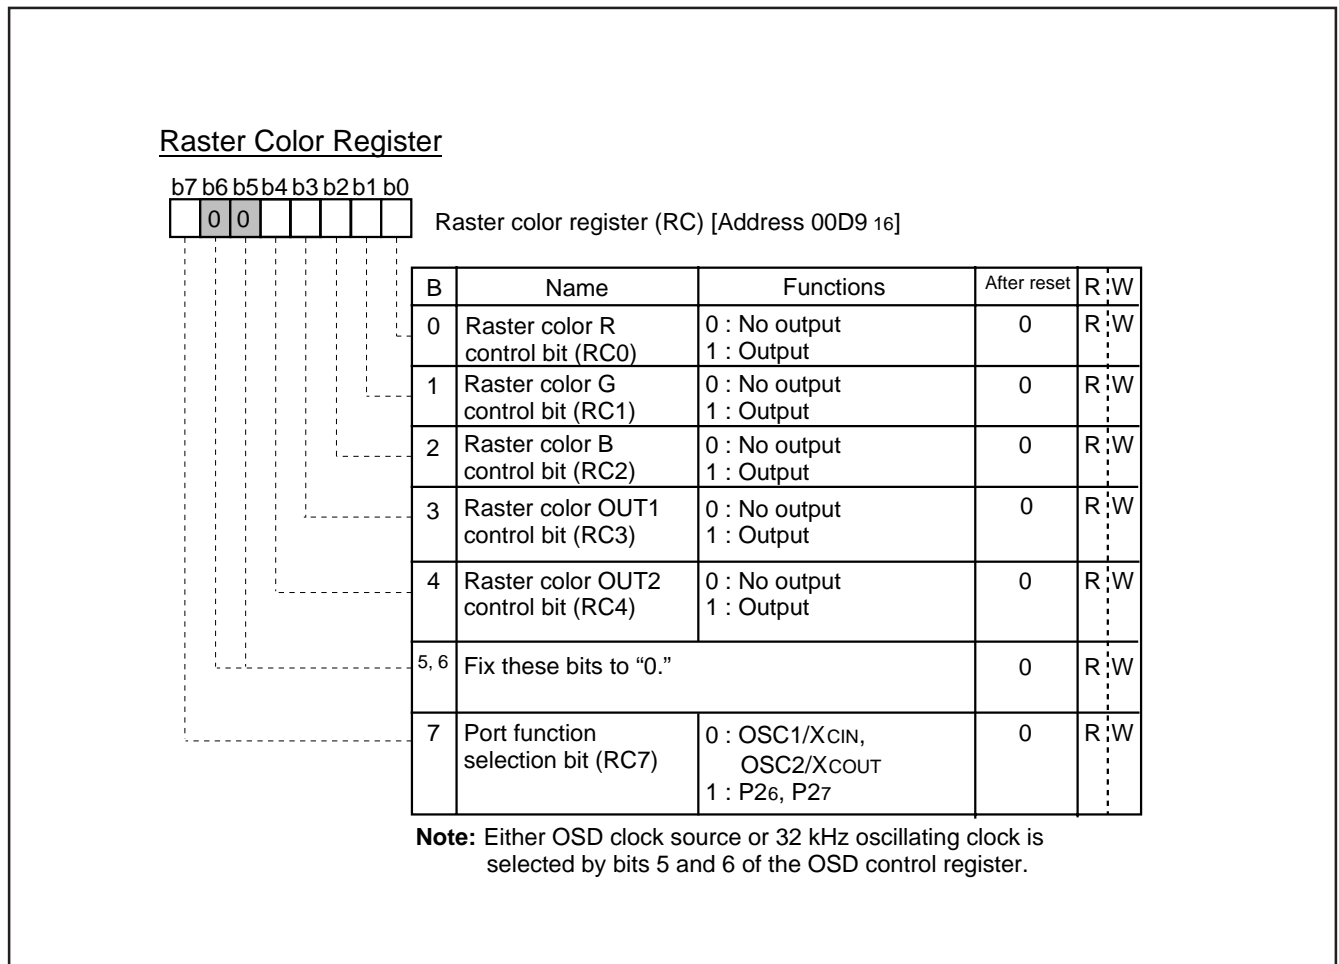 Raster Color Register
b7 b6 b5 b4 b3 b2 b1 b0
0 0
Raster color register (RC) [Address 00D9 16]
B Name Functions After reset R W
0 Raster color R control bit (RC0) 0 : No output 0 R W
1 : Output
1 Raster color G control bit (RC1) 0 : No output 0 R W
1 : Output
2 Raster color B control bit (RC2) 0 : No output 0 R W
1 : Output
3 Raster color OUT1 control bit (RC3) 0 : No output 0 R W
1 : Output
4 Raster color OUT2 control bit (RC4) 0 : No output 0 R W
1 : Output
5, 6 Fix these bits to “0.” 0 R W
7 Port function selection bit (RC7) 0 : OSC1/XCIN, 0 R W
OSC2/XCOUT
1 : P26, P27
Note: Either OSD clock source or 32 kHz oscillating clock is
selected by bits 5 and 6 of the OSD control register.